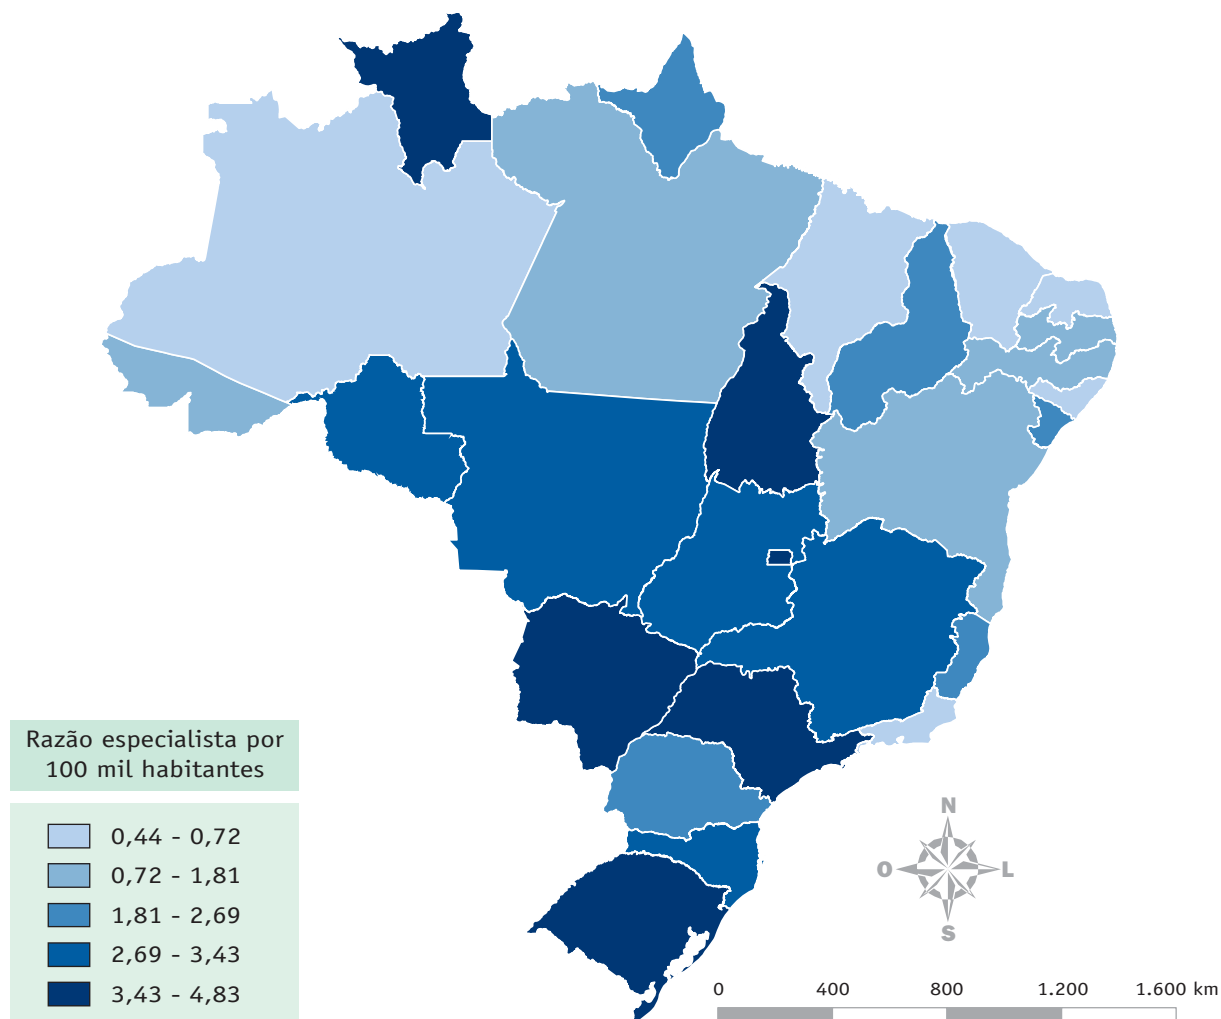 Razão especialista por
100 mil habitantes
0,44 - 0,72
0,72 - 1,81
1,81 - 2,69
2,69 - 3,43
3,43 - 4,83
N
O
L
S
0 400 800 1.200 1.600 km